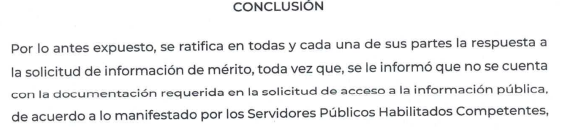 CONCLUSIÓN
Por lo antes expuesto, se ratifica en todas y cada una de sus partes la respuesta a
la solicitud de información de mérito, toda vez que, se le informó que no se cuenta
con la documentación requerida en la solicitud de acceso a la información pública,
de acuerdo a lo manifestado por los Servidores Públicos Habilitados Competentes,